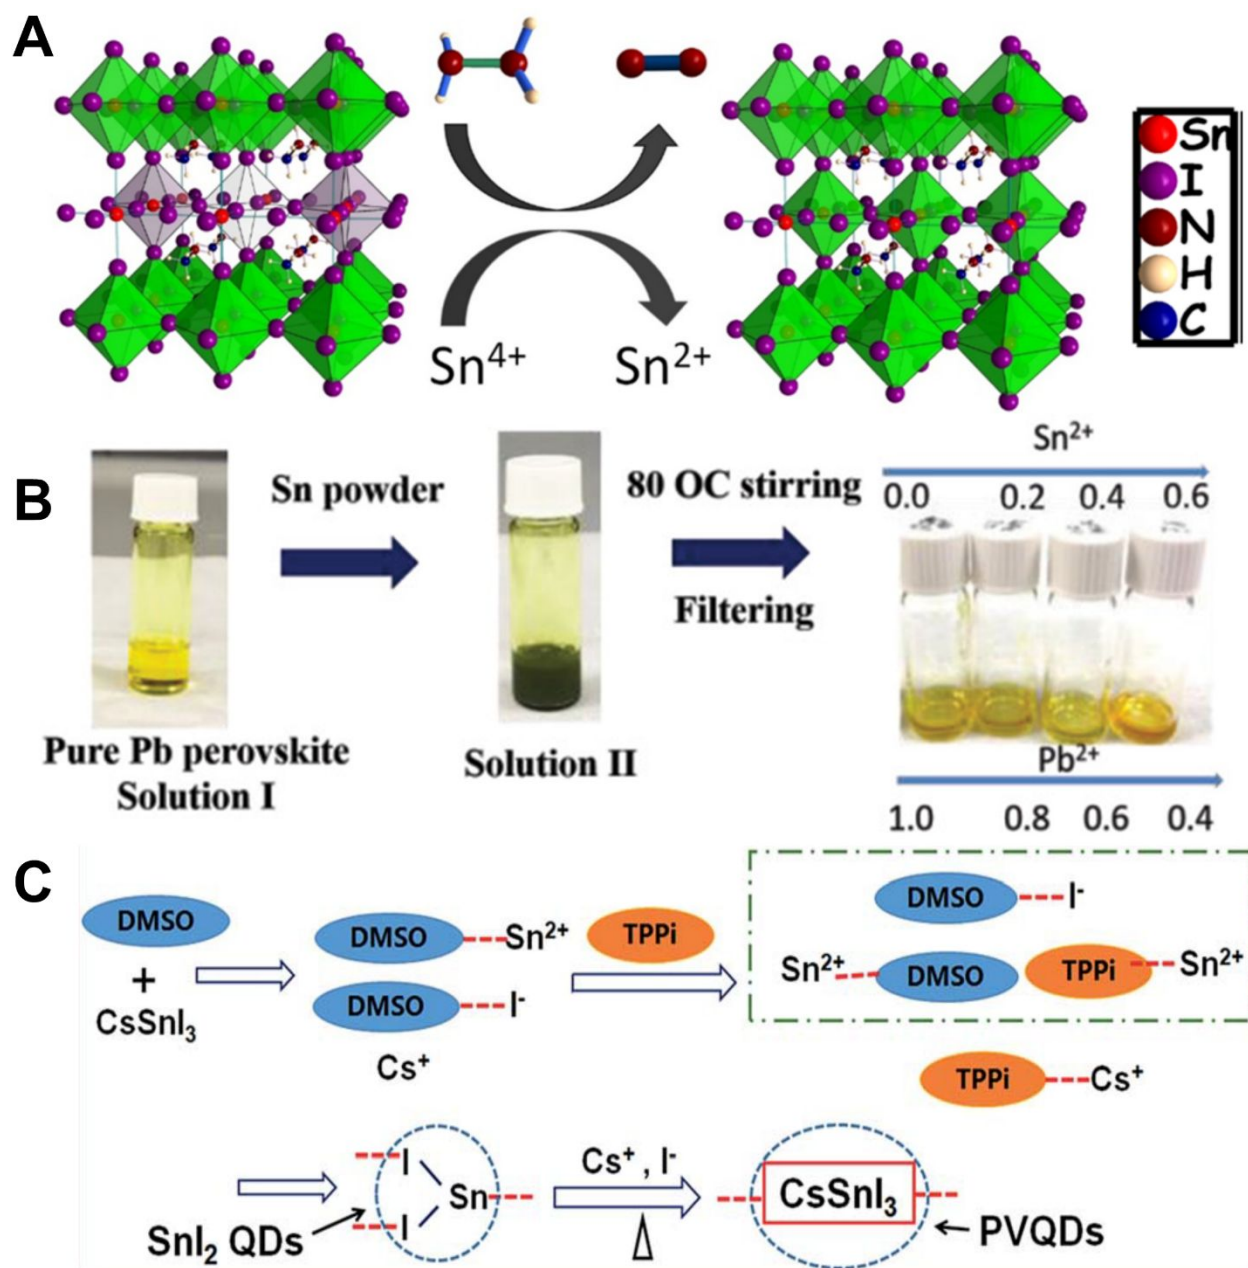 A
Sn⁴⁺
Sn²⁺
Sn
I
N
H
C
B
Sn powder
80 OC stirring
Filtering
Pure Pb perovskite
Solution I
Solution II
Sn²⁺
0.0 0.2 0.4 0.6
Pb²⁺
1.0 0.8 0.6 0.4
C
DMSO
+
CsSnI₃
DMSO Sn²⁺
DMSO I⁻
Cs⁺
TPPi
DMSO I⁻
Sn²⁺ DMSO TPPi Sn²⁺
TPPi Cs⁺
I
Sn
I
SnI₂ QDs
Cs⁺ , I⁻
Δ
CsSnI₃
PVQDs